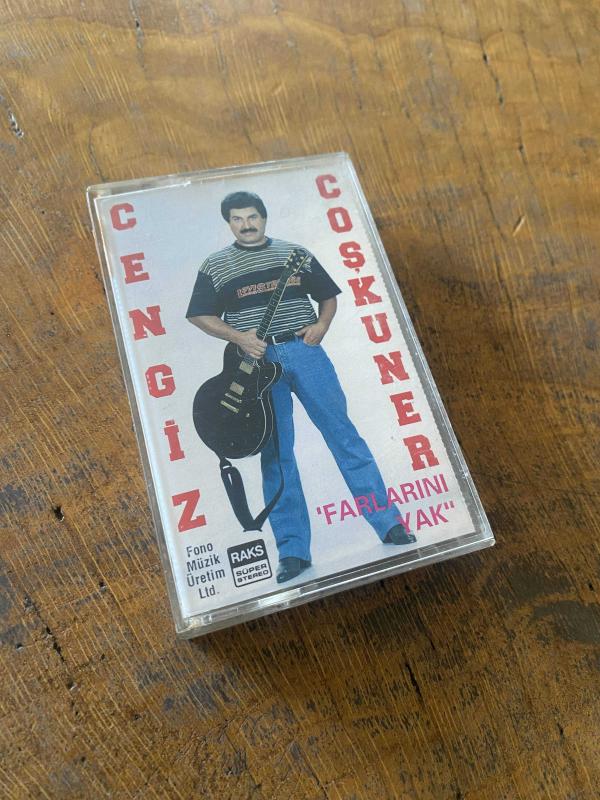 CENGİZ
COŞKUNER
"FARLARINI
YAK"
Fono
Müzik
Üretim
Ltd.
RAKS
SÜPER
STEREO